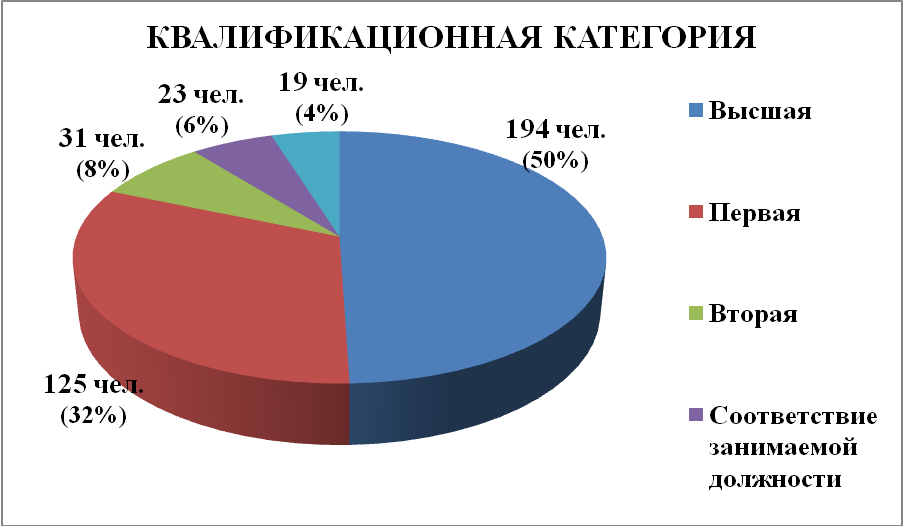 КВАЛИФИКАЦИОННАЯ КАТЕГОРИЯ
19 чел.
(4%)
23 чел.
(6%)
31 чел.
(8%)
194 чел.
(50%)
125 чел.
(32%)
Высшая
Первая
Вторая
Соответствие
занимаемой
должности